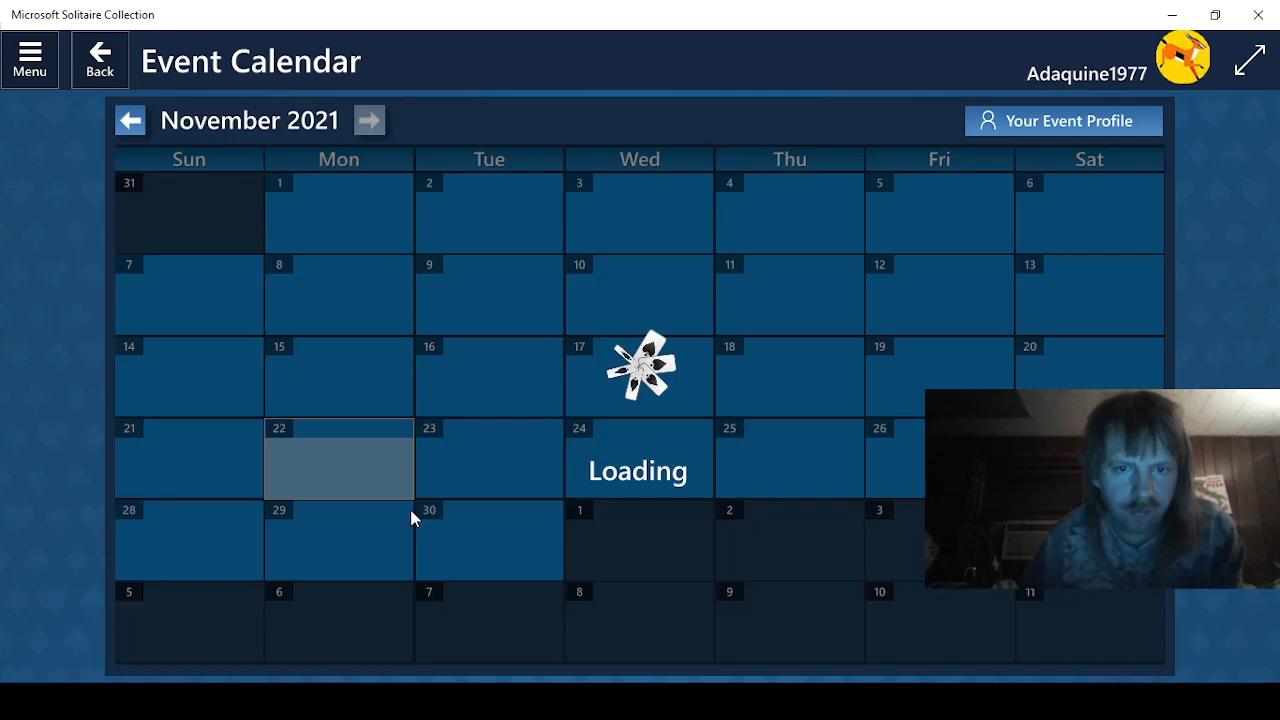 Microsoft Solitaire Collection
Menu
Back
Event Calendar
Adaquine1977
November 2021
Your Event Profile
Sun Mon Tue Wed Thu Fri Sat
31 1 2 3 4 5 6
7 8 9 10 11 12 13
14 15 16 17 18 19 20
21 22 23 24 25 26
Loading
28 29 30 1 2 3
5 6 7 8 9 10 11